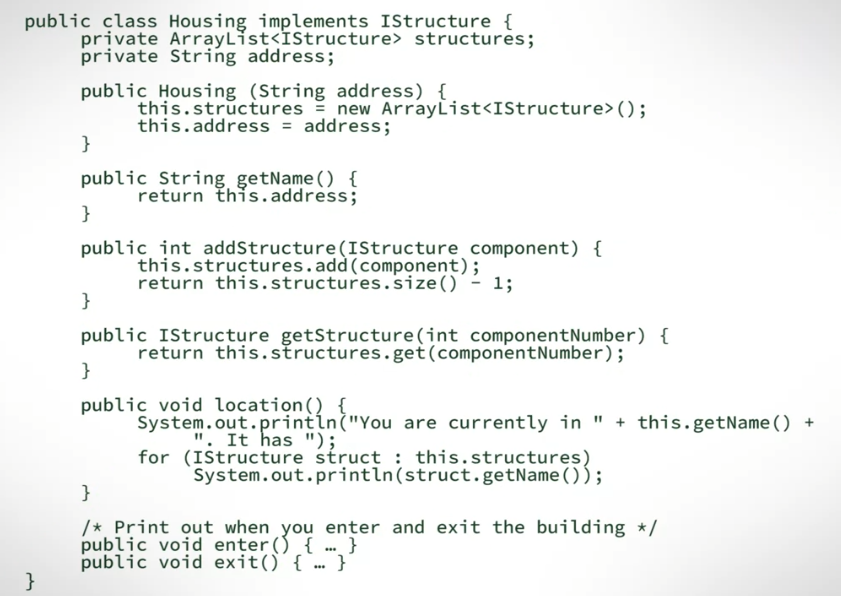 public class Housing implements IStructure {
private ArrayList<IStructure> structures;
private String address;
public Housing (String address) {
this.structures = new ArrayList<IStructure>();
this.address = address;
}
public String getName() {
return this.address;
}
public int addStructure(IStructure component) {
this.structures.add(component);
return this.structures.size() - 1;
}
public IStructure getStructure(int componentNumber) {
return this.structures.get(componentNumber);
}
public void location() {
System.out.println("You are currently in " + this.getName() +
". It has ");
for (IStructure struct : this.structures)
System.out.println(struct.getName());
}
/* Print out when you enter and exit the building */
public void enter() { … }
public void exit() { … }
}